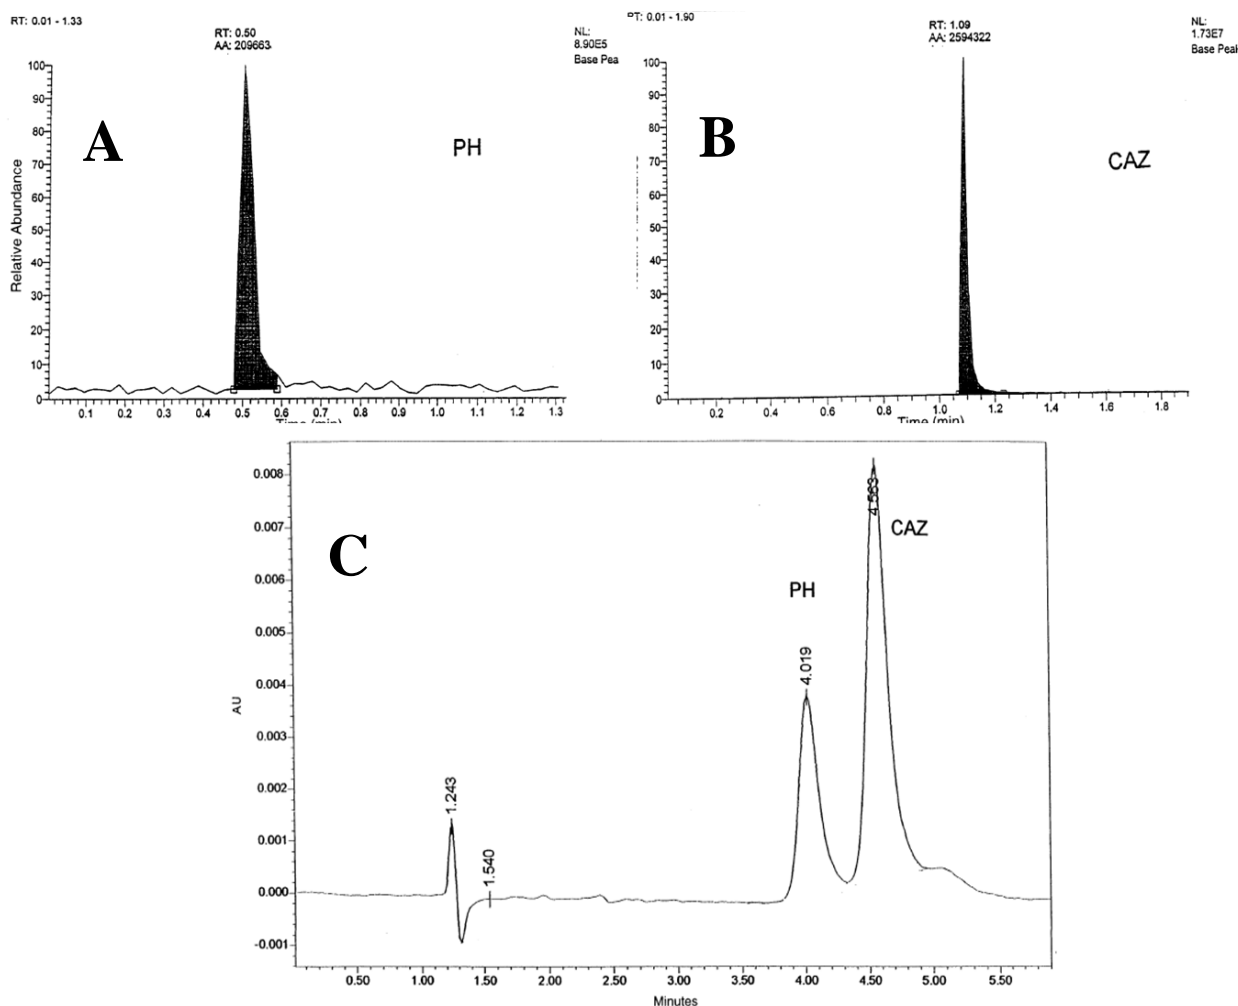 RT: 0.01 - 1.33
RT: 0.50
AA: 209663
NL:
8.90E5
Base Pea
A
PH
Relative Abundance
100
90
80
70
60
50
40
30
20
10
0
0.1 0.2 0.3 0.4 0.5 0.6 0.7 0.8 0.9 1.0 1.1 1.2 1.3
Time (min)
RT: 0.01 - 1.90
RT: 1.09
AA: 2594322
NL:
1.73E7
Base Peak
B
CAZ
100
90
80
70
60
50
40
30
20
10
0
0.2 0.4 0.6 0.8 1.0 1.2 1.4 1.6 1.8
Time (min)
C
AU
0.008
0.007
0.006
0.005
0.004
0.003
0.002
0.001
0.000
-0.001
1.243
1.540
PH
4.019
CAZ
0.50 1.00 1.50 2.00 2.50 3.00 3.50 4.00 4.50 5.00 5.50
Minutes